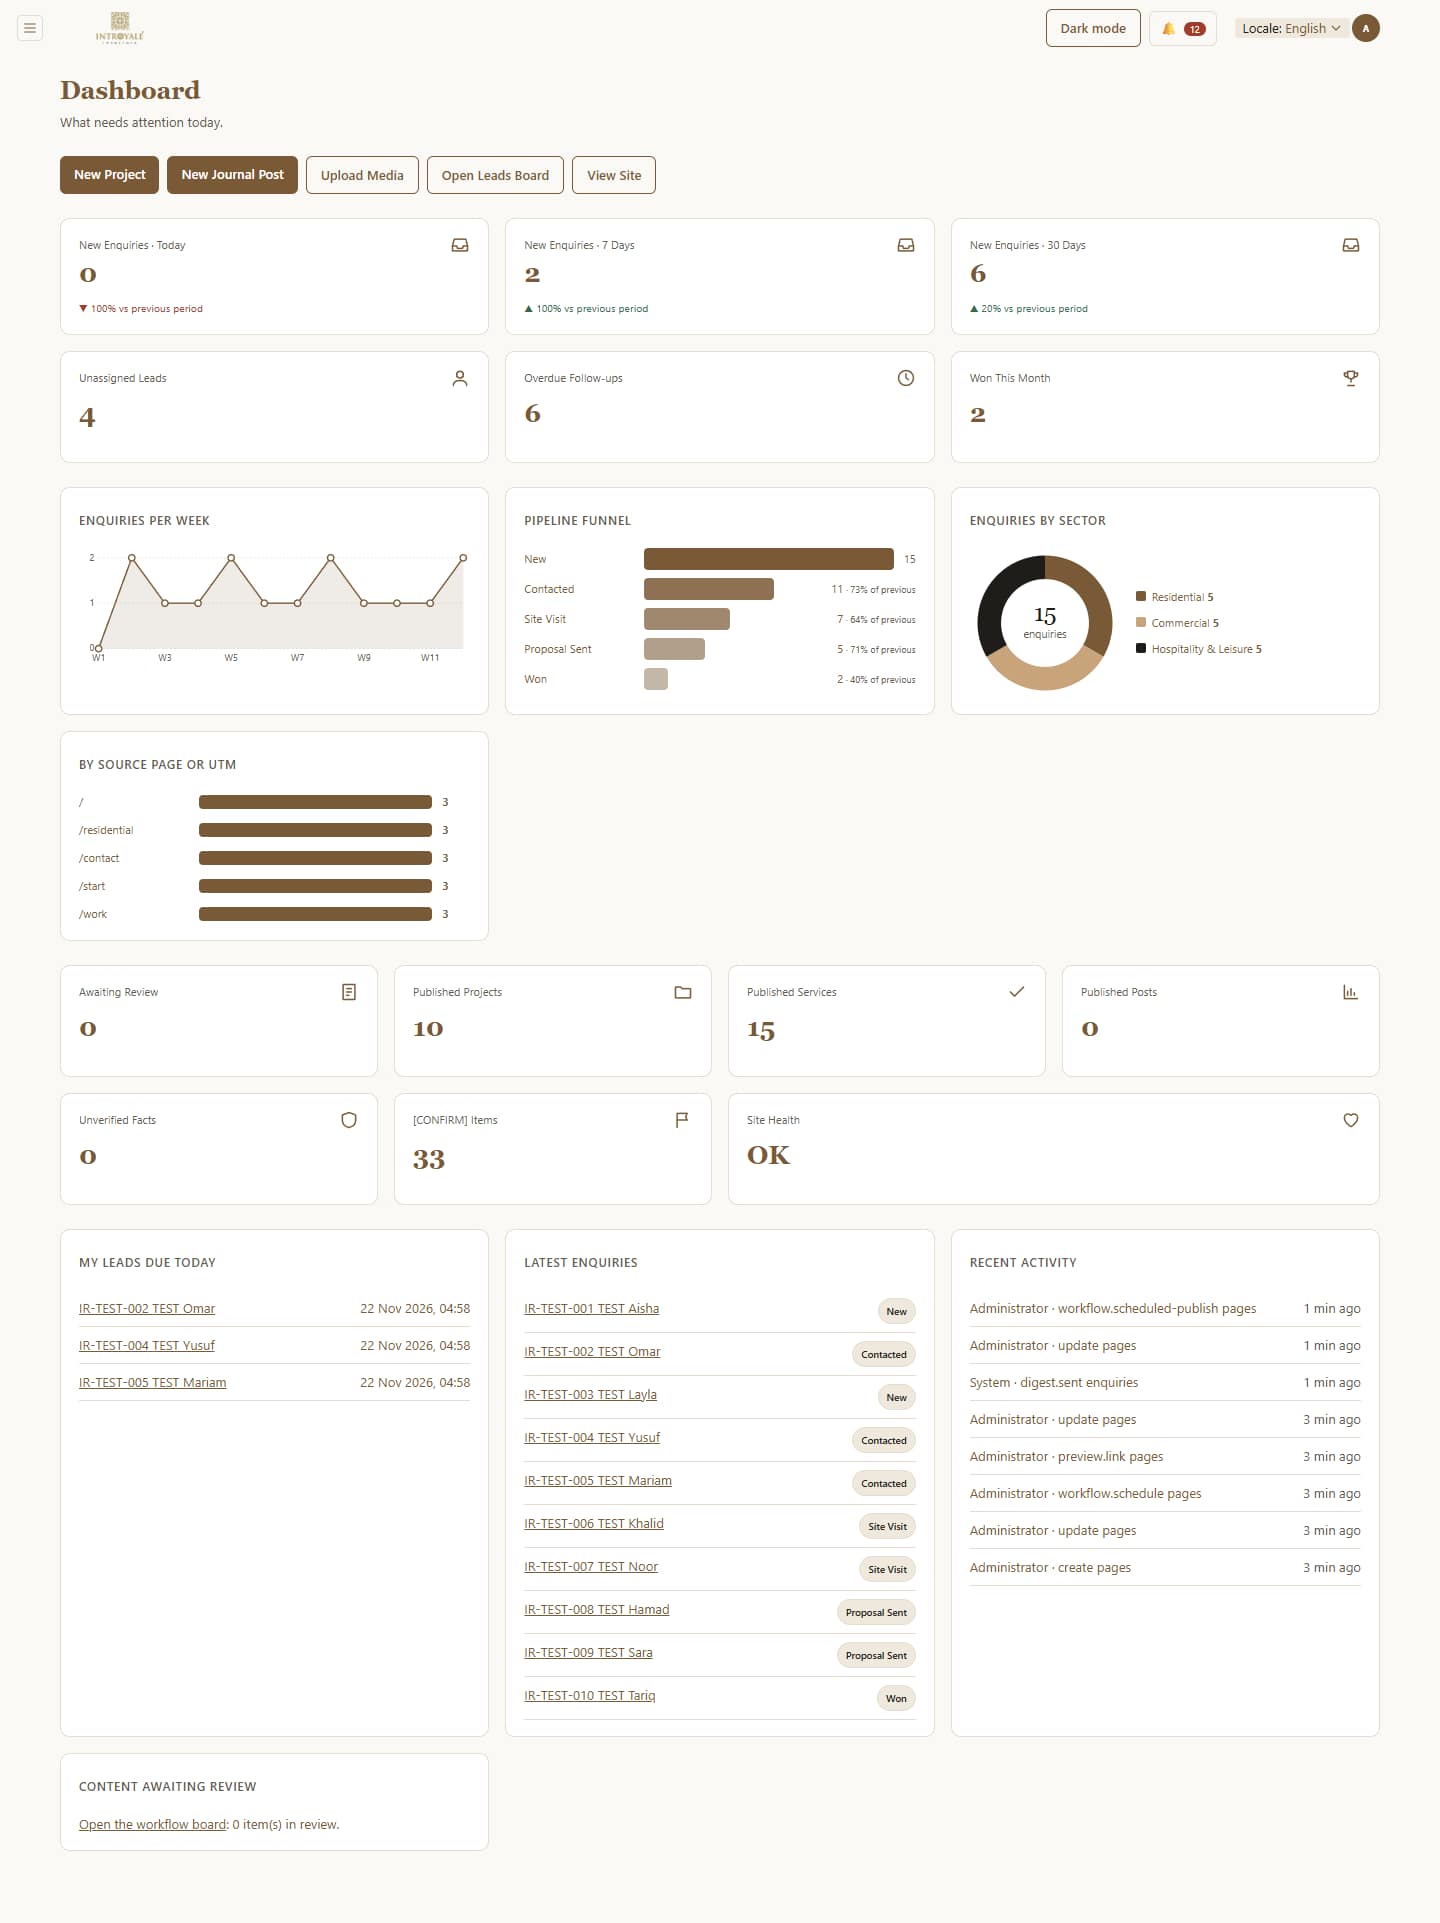 INTROYALE
INTERIORS
Dark mode
12
Locale: English
A
Dashboard
What needs attention today.
New Project
New Journal Post
Upload Media
Open Leads Board
View Site
New Enquiries · Today
0
▼ 100% vs previous period
New Enquiries · 7 Days
2
▲ 100% vs previous period
New Enquiries · 30 Days
6
▲ 20% vs previous period
Unassigned Leads
4
Overdue Follow-ups
6
Won This Month
2
ENQUIRIES PER WEEK
2
1
0
W1
W3
W5
W7
W9
W11
PIPELINE FUNNEL
New
15
Contacted
11 · 73% of previous
Site Visit
7 · 64% of previous
Proposal Sent
5 · 71% of previous
Won
2 · 40% of previous
ENQUIRIES BY SECTOR
15
enquiries
Residential 5
Commercial 5
Hospitality & Leisure 5
BY SOURCE PAGE OR UTM
/
3
/residential
3
/contact
3
/start
3
/work
3
Awaiting Review
0
Published Projects
10
Published Services
15
Published Posts
0
Unverified Facts
0
[CONFIRM] Items
33
Site Health
OK
MY LEADS DUE TODAY
IR-TEST-002 TEST Omar
22 Nov 2026, 04:58
IR-TEST-004 TEST Yusuf
22 Nov 2026, 04:58
IR-TEST-005 TEST Mariam
22 Nov 2026, 04:58
LATEST ENQUIRIES
IR-TEST-001 TEST Aisha
New
IR-TEST-002 TEST Omar
Contacted
IR-TEST-003 TEST Layla
New
IR-TEST-004 TEST Yusuf
Contacted
IR-TEST-005 TEST Mariam
Contacted
IR-TEST-006 TEST Khalid
Site Visit
IR-TEST-007 TEST Noor
Site Visit
IR-TEST-008 TEST Hamad
Proposal Sent
IR-TEST-009 TEST Sara
Proposal Sent
IR-TEST-010 TEST Tariq
Won
RECENT ACTIVITY
Administrator · workflow.scheduled-publish pages
1 min ago
Administrator · update pages
1 min ago
System · digest.sent enquiries
1 min ago
Administrator · update pages
3 min ago
Administrator · preview.link pages
3 min ago
Administrator · workflow.schedule pages
3 min ago
Administrator · update pages
3 min ago
Administrator · create pages
3 min ago
CONTENT AWAITING REVIEW
Open the workflow board: 0 item(s) in review.